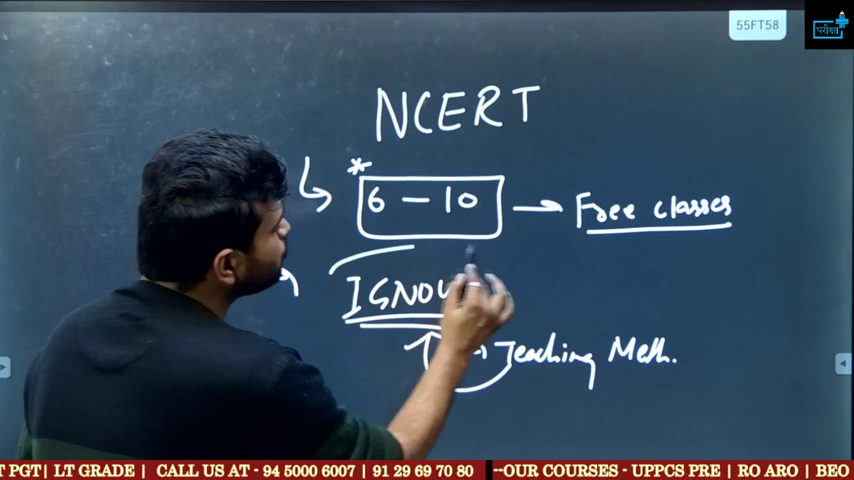 55FT58
परीक्षा
NCERT
* 6 - 10 → Free classes
Teaching Meth.
T PGT| LT GRADE | CALL US AT - 94 5000 6007 | 91 29 69 70 80 --OUR COURSES - UPPCS PRE | RO ARO | BEO